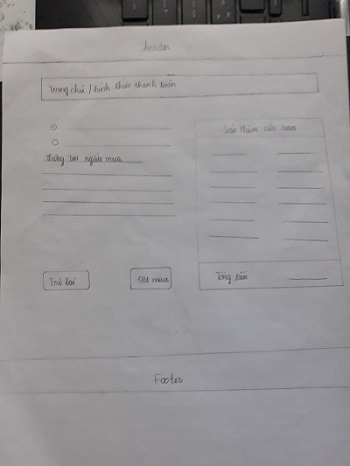 header
Trang chủ / hình thức thanh toán
Thông tin người mua
Sản Phẩm của bạn
Trở lại
Đặt mua
Tổng tiền
Footer